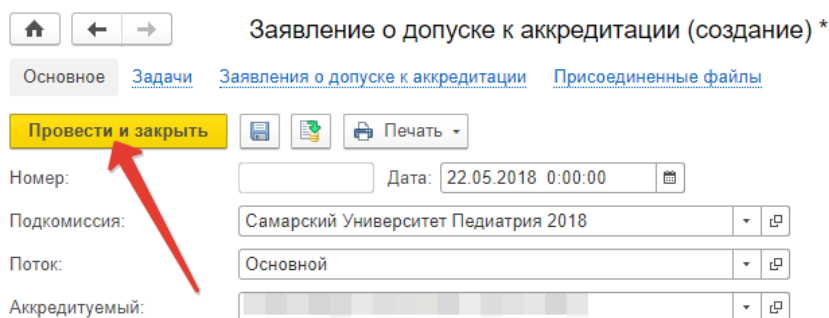 Заявление о допуске к аккредитации (создание) *
Основное Задачи Заявления о допуске к аккредитации Присоединенные файлы
Провести и закрыть Печать
Номер: Дата: 22.05.2018 0:00:00
Подкомиссия: Самарский Университет Педиатрия 2018
Поток: Основной
Аккредитуемый: